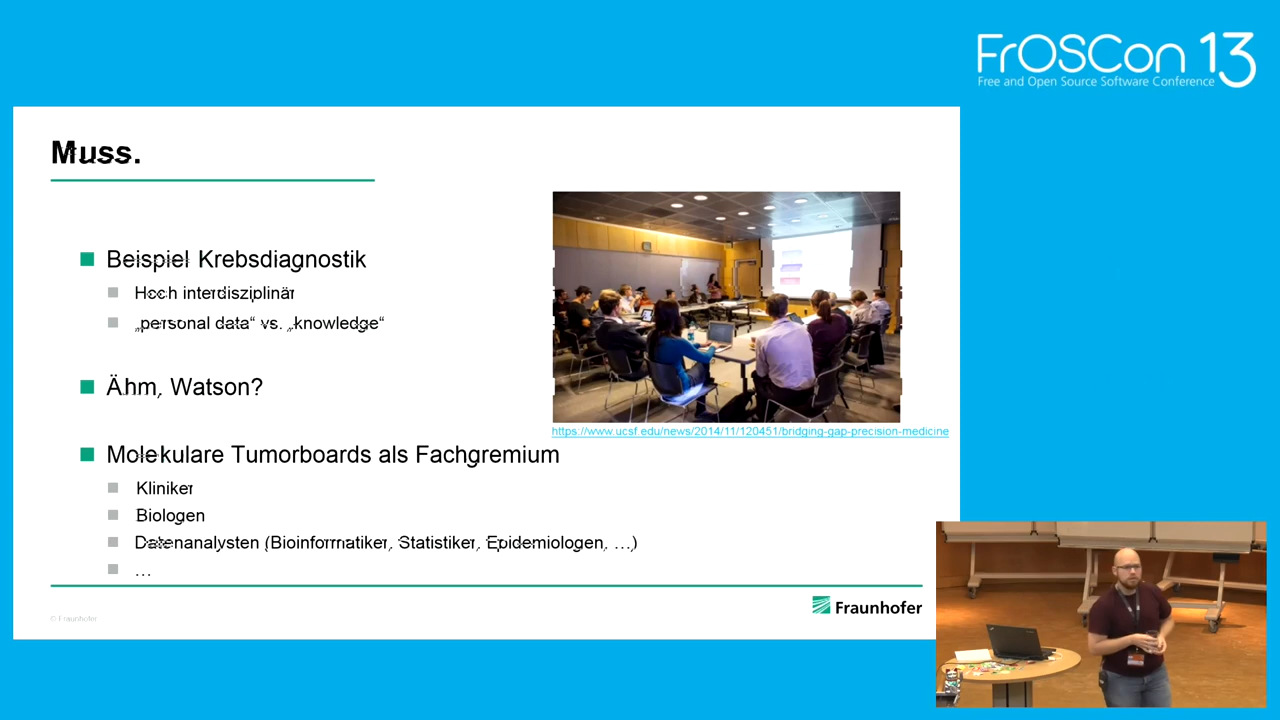 FrOSCon 13
Free and Open Source Software Conference
Muss.
Beispiel Krebsdiagnostik
Hoch interdisziplinär
„personal data“ vs. „knowledge“
Ähm, Watson?
https://www.ucsf.edu/news/2014/11/120451/bridging-gap-precision-medicine
Molekulare Tumorboards als Fachgremium
Kliniker
Biologen
Datenanalysten (Bioinformatiker, Statistiker, Epidemiologen, …)
…
© Fraunhofer
Fraunhofer